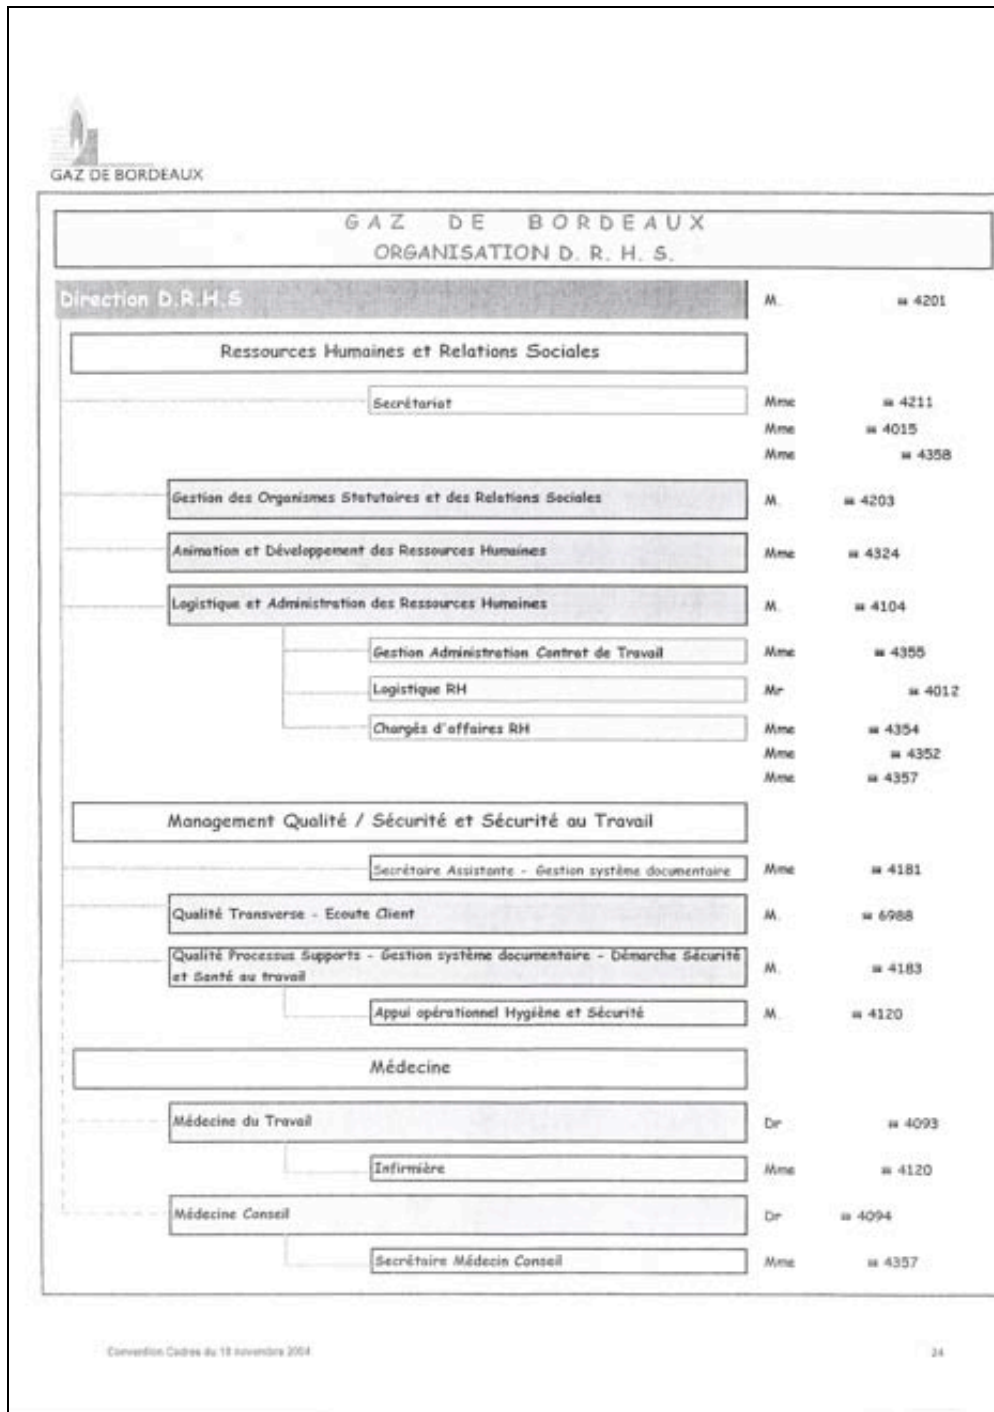 GAZ DE BORDEAUX
GAZ DE BORDEAUX
ORGANISATION D. R. H. S.
Direction D.R.H.S M. 4201
Ressources Humaines et Relations Sociales
Secrétariat Mme 4211
Mme 4015
Mme 4358
Gestion des Organismes Statutaires et des Relations Sociales M. 4203
Animation et Développement des Ressources Humaines Mme 4324
Logistique et Administration des Ressources Humaines M. 4104
Gestion Administration Contrat de Travail Mme 4355
Logistique RH Mr 4012
Chargés d'affaires RH Mme 4354
Mme 4352
Mme 4357
Management Qualité / Sécurité et Sécurité au Travail
Secrétaire Assistante - Gestion système documentaire Mme 4181
Qualité Transverse - Ecoute Client M. 6988
Qualité Processus Supports - Gestion système documentaire - Démarche Sécurité
et Santé au travail M. 4183
Appui opérationnel Hygiène et Sécurité M. 4120
Médecine
Médecine du Travail Dr 4093
Infirmière Mme 4120
Médecine Conseil Dr 4094
Secrétaire Médecin Conseil Mme 4357
Convention Cadres du 18 novembre 2004
24